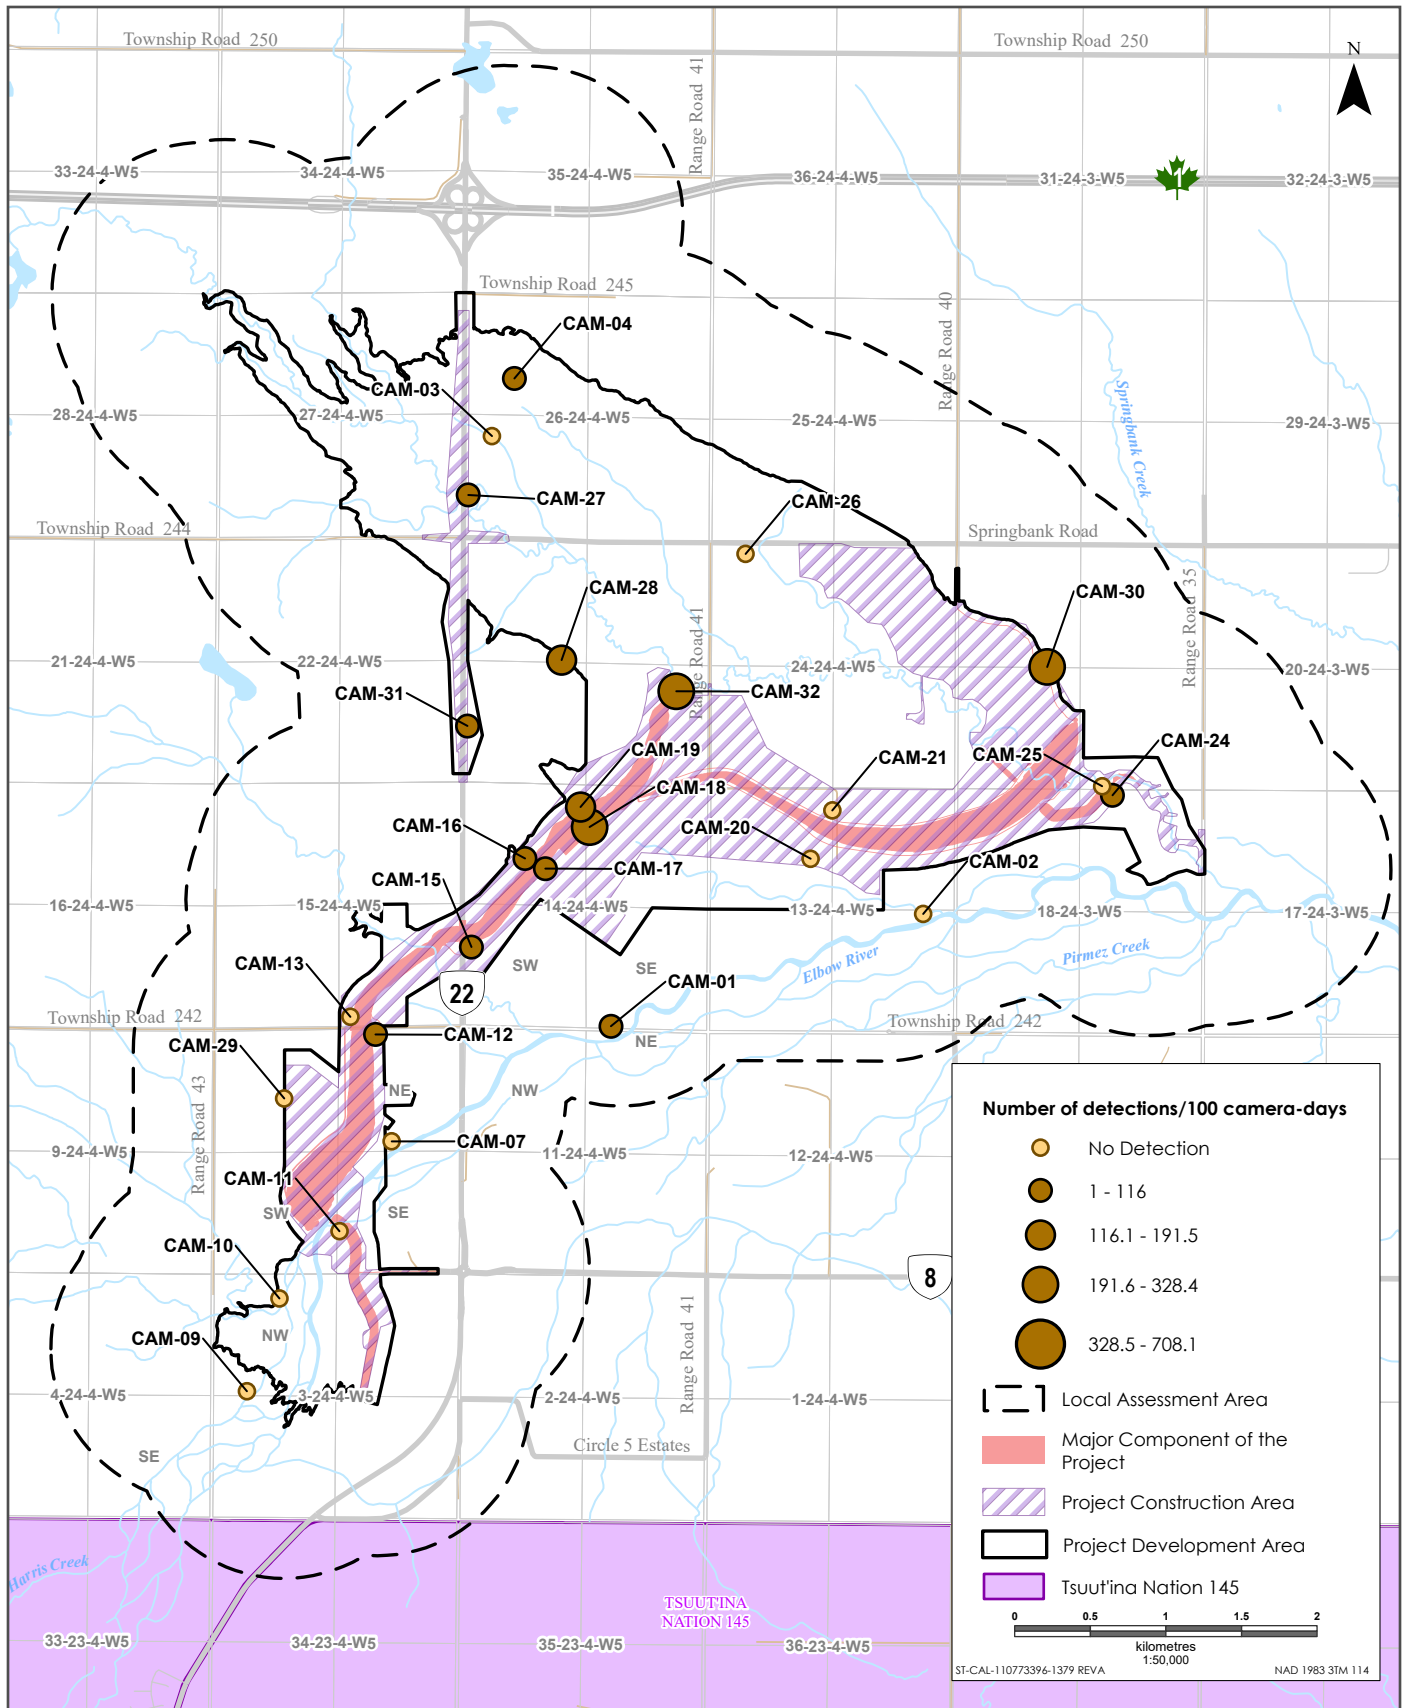 Township Road 250
Township Road 250
N
Range Road 41
33-24-4-W5
34-24-4-W5
35-24-4-W5
36-24-4-W5
31-24-3-W5
1
32-24-3-W5
Township Road 245
Range Road 40
CAM-04
CAM-03
28-24-4-W5
27-24-4-W5
26-24-4-W5
25-24-4-W5
29-24-3-W5
Springbank Creek
CAM-27
CAM-26
Township Road 244
Springbank Road
CAM-28
CAM-30
Range Road 35
Range Road 41
21-24-4-W5
22-24-4-W5
24-24-4-W5
20-24-3-W5
CAM-31
CAM-32
CAM-19
CAM-24
CAM-25
CAM-21
CAM-18
CAM-16
CAM-20
CAM-02
CAM-17
CAM-15
16-24-4-W5
15-24-4-W5
14-24-4-W5
13-24-4-W5
18-24-3-W5
17-24-3-W5
Elbow River
Pirmez Creek
CAM-13
SW
SE
22
CAM-01
Township Road 242
Township Road 242
CAM-12
NE
CAM-29
Range Road 43
NE
NW
CAM-07
9-24-4-W5
11-24-4-W5
12-24-4-W5
CAM-11
SW
SE
CAM-10
8
NW
Range Road 41
CAM-09
4-24-4-W5
3-24-4-W5
2-24-4-W5
1-24-4-W5
SE
Circle 5 Estates
Harris Creek
TSUUT'INA
NATION 145
33-23-4-W5
34-23-4-W5
35-23-4-W5
36-23-4-W5
Number of detections/100 camera-days
No Detection
1 - 116
116.1 - 191.5
191.6 - 328.4
328.5 - 708.1
Local Assessment Area
Major Component of the
Project
Project Construction Area
Project Development Area
Tsuut'ina Nation 145
0 0.5 1 1.5 2
kilometres
1:50,000
ST-CAL-110773396-1379 REVA
NAD 1983 3TM 114